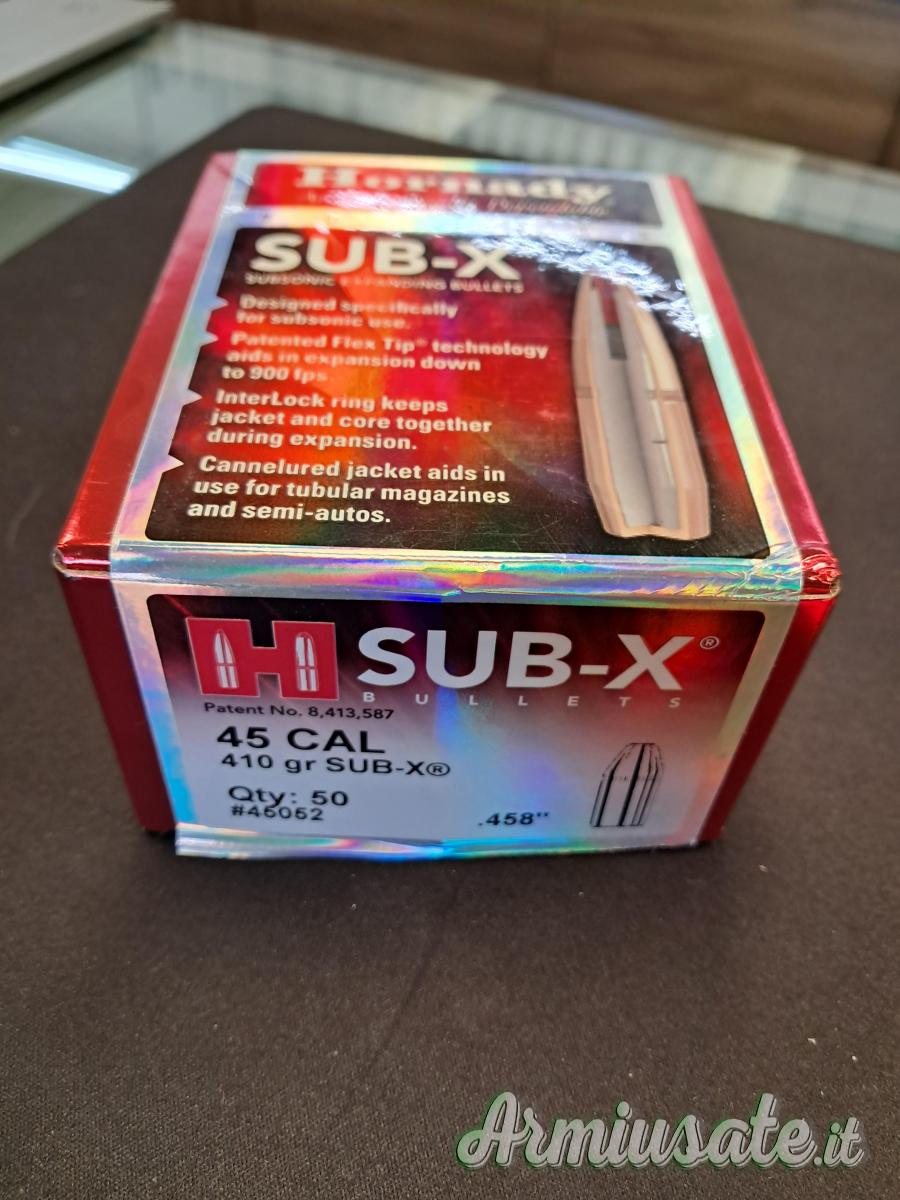 Hornady
SUB-X
SUBSONIC EXPANDING BULLETS
Designed specifically
for subsonic use.
Patented Flex Tip® technology
aids in expansion down
to 900 fps
InterLock ring keeps
jacket and core together
during expansion.
Cannelured jacket aids in
use for tubular magazines
and semi-autos.
H SUB-X®
BULLETS
Patent No. 8,413,587
45 CAL
410 gr SUB-X®
Qty: 50
#45052
.458"
Armiusate.it